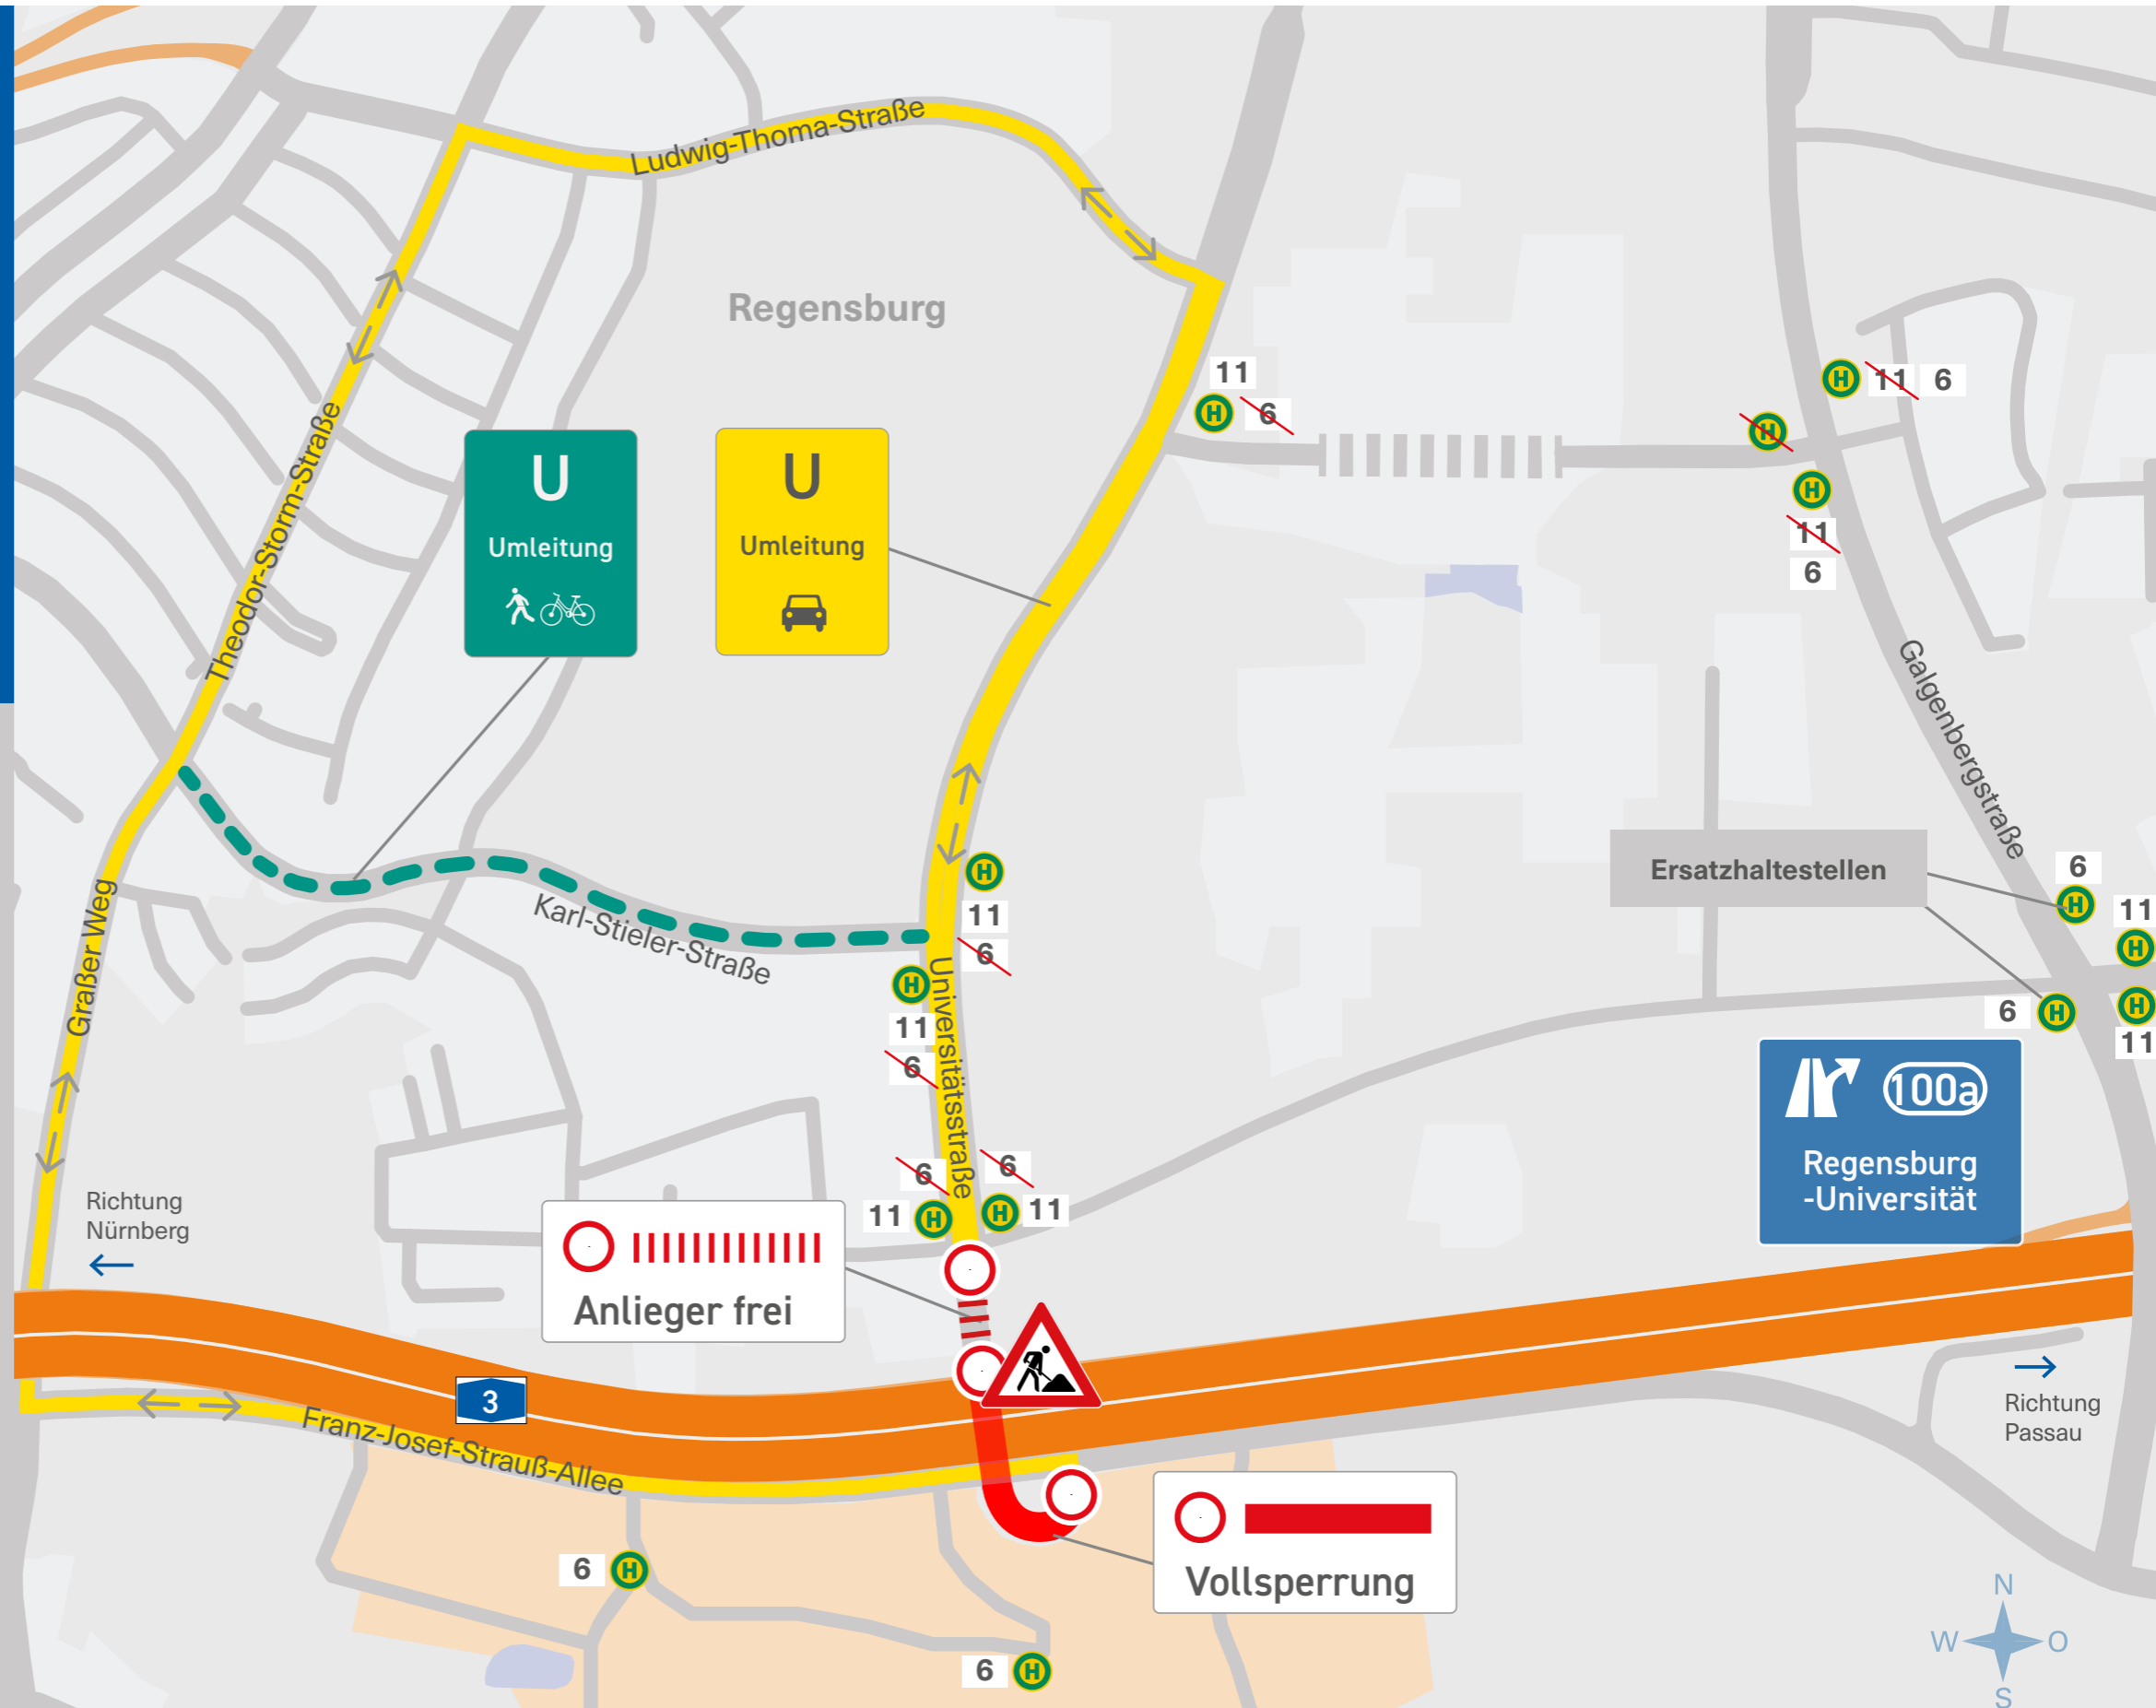 Ludwig-Thoma-Straße
Regensburg
11
6
11
6
11
6
U
Umleitung
U
Umleitung
Theodor-Storm-Straße
Galgenbergstraße
Ersatzhaltestellen
6
11
6
11
11
6
Karl-Stieler-Straße
Graßer Weg
Universitätsstraße
11
6
6
6
11
11
100a
Regensburg
-Universität
Richtung
Nürnberg
Anlieger frei
3
Franz-Josef-Strauß-Allee
Richtung
Passau
Vollsperrung
6
6
N
W
O
S
H
H
H
H
H
H
H
H
H
H
H
H
H
H